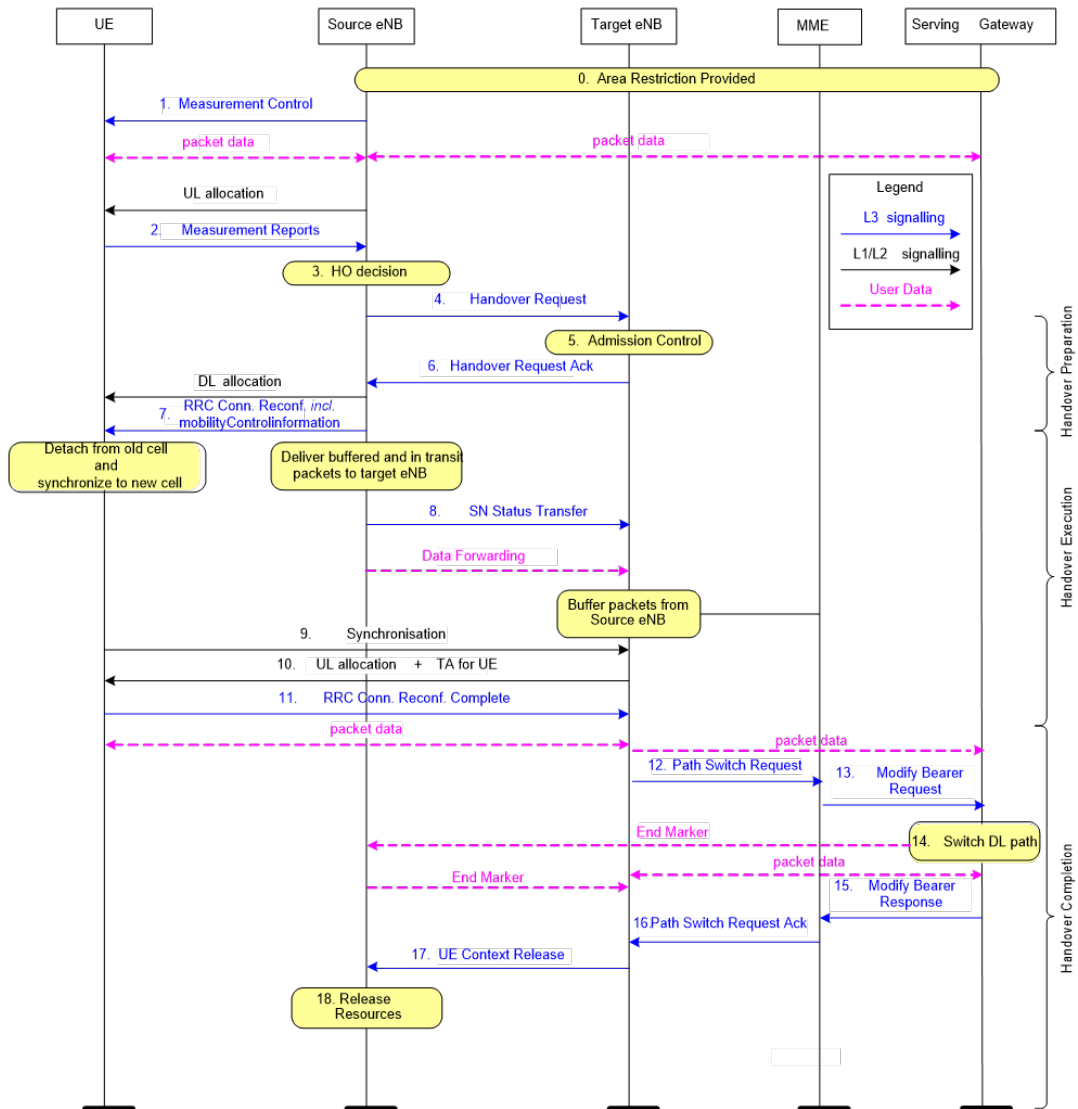 UE
Source eNB
Target eNB
MME
Serving Gateway
0. Area Restriction Provided
1. Measurement Control
packet data
packet data
Legend
L3 signalling
L1/L2 signalling
User Data
UL allocation
2. Measurement Reports
3. HO decision
4. Handover Request
5. Admission Control
6. Handover Request Ack
DL allocation
7. RRC Conn. Reconf. incl.
mobilityControlinformation
Handover Preparation
Detach from old cell
and
synchronize to new cell
Deliver buffered and in transit
packets to target eNB
8. SN Status Transfer
Data Forwarding
Buffer packets from
Source eNB
9. Synchronisation
10. UL allocation + TA for UE
11. RRC Conn. Reconf. Complete
Handover Execution
packet data
packet data
12. Path Switch Request
13. Modify Bearer
Request
End Marker
14. Switch DL path
packet data
End Marker
15. Modify Bearer
Response
16.Path Switch Request Ack
17. UE Context Release
18. Release
Resources
Handover Completion